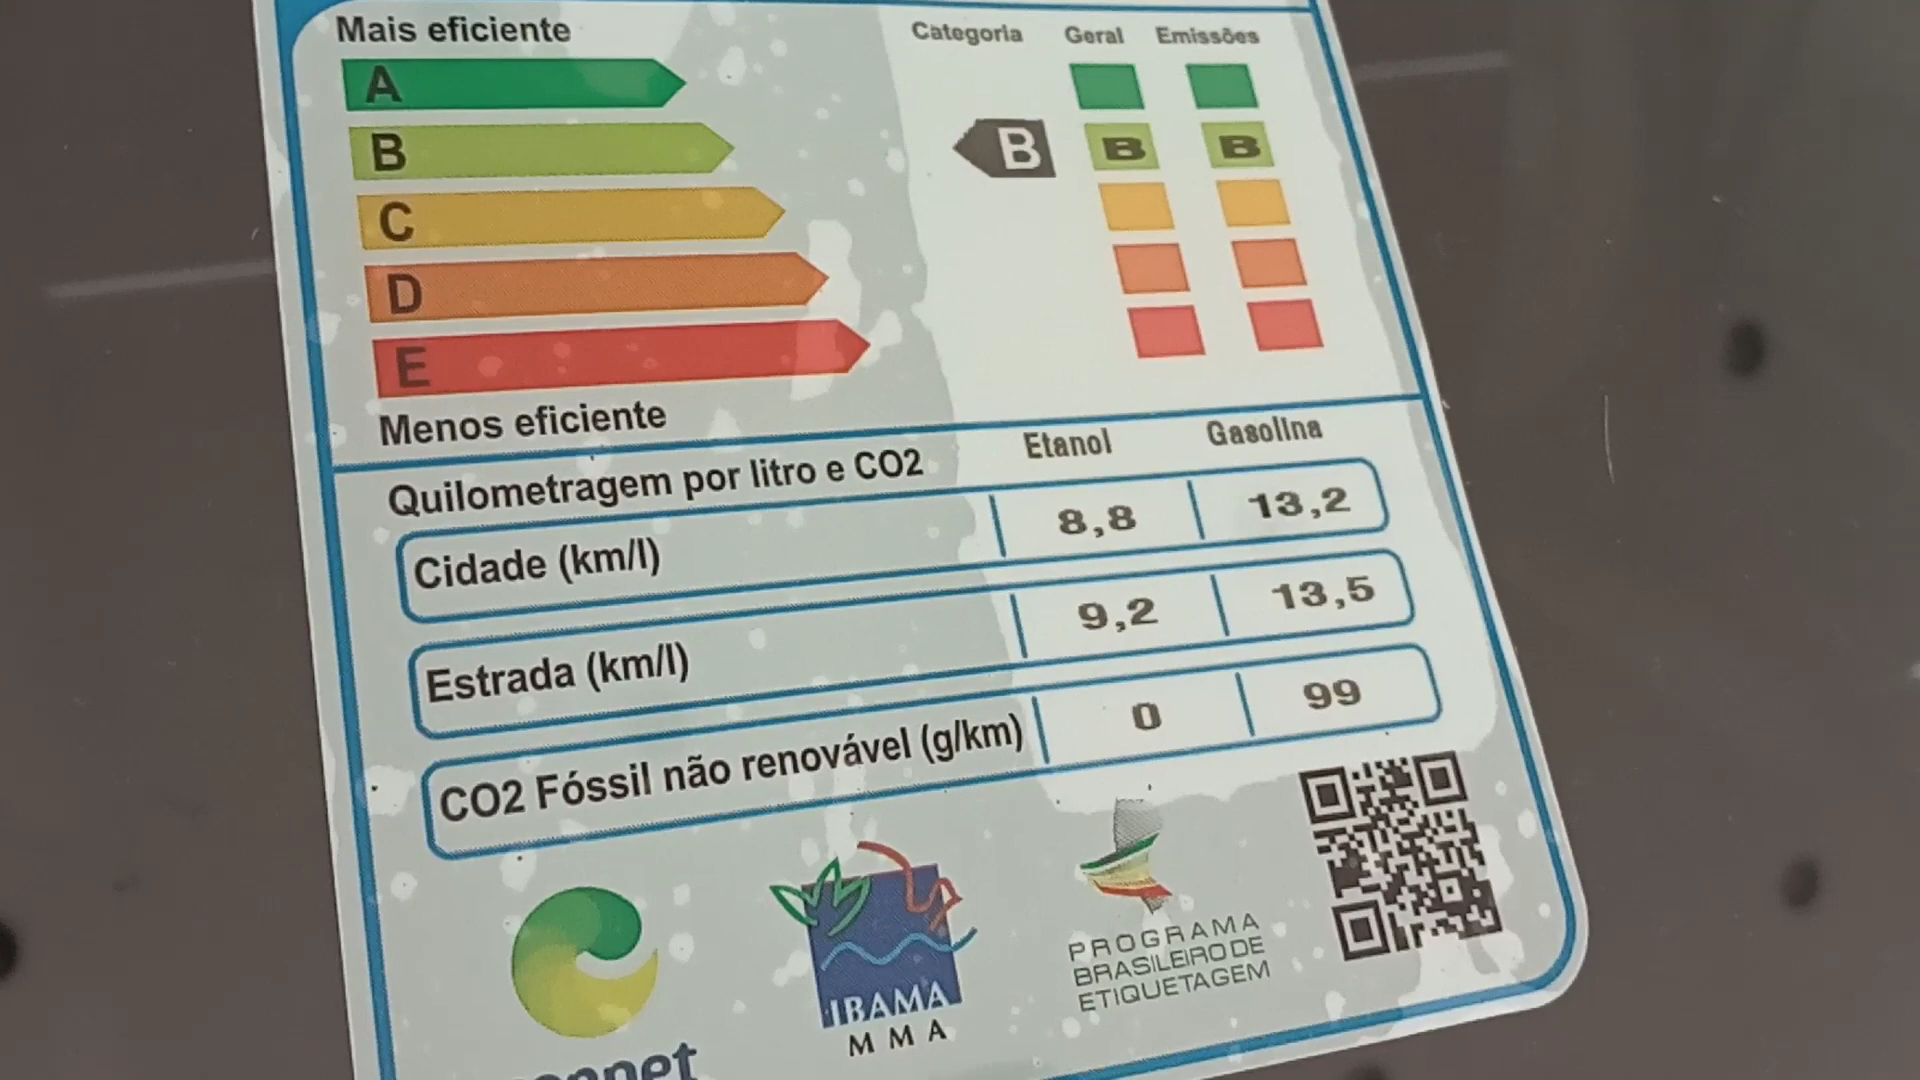 Mais eficiente
Categoria Geral Emissões
A
B B B B
C
D
E
Menos eficiente
Quilometragem por litro e CO2 Etanol Gasolina
Cidade (km/l) 8,8 13,2
Estrada (km/l) 9,2 13,5
CO2 Fóssil não renovável (g/km) 0 99
IBAMA
MMA
PROGRAMA
BRASILEIRO DE
ETIQUETAGEM